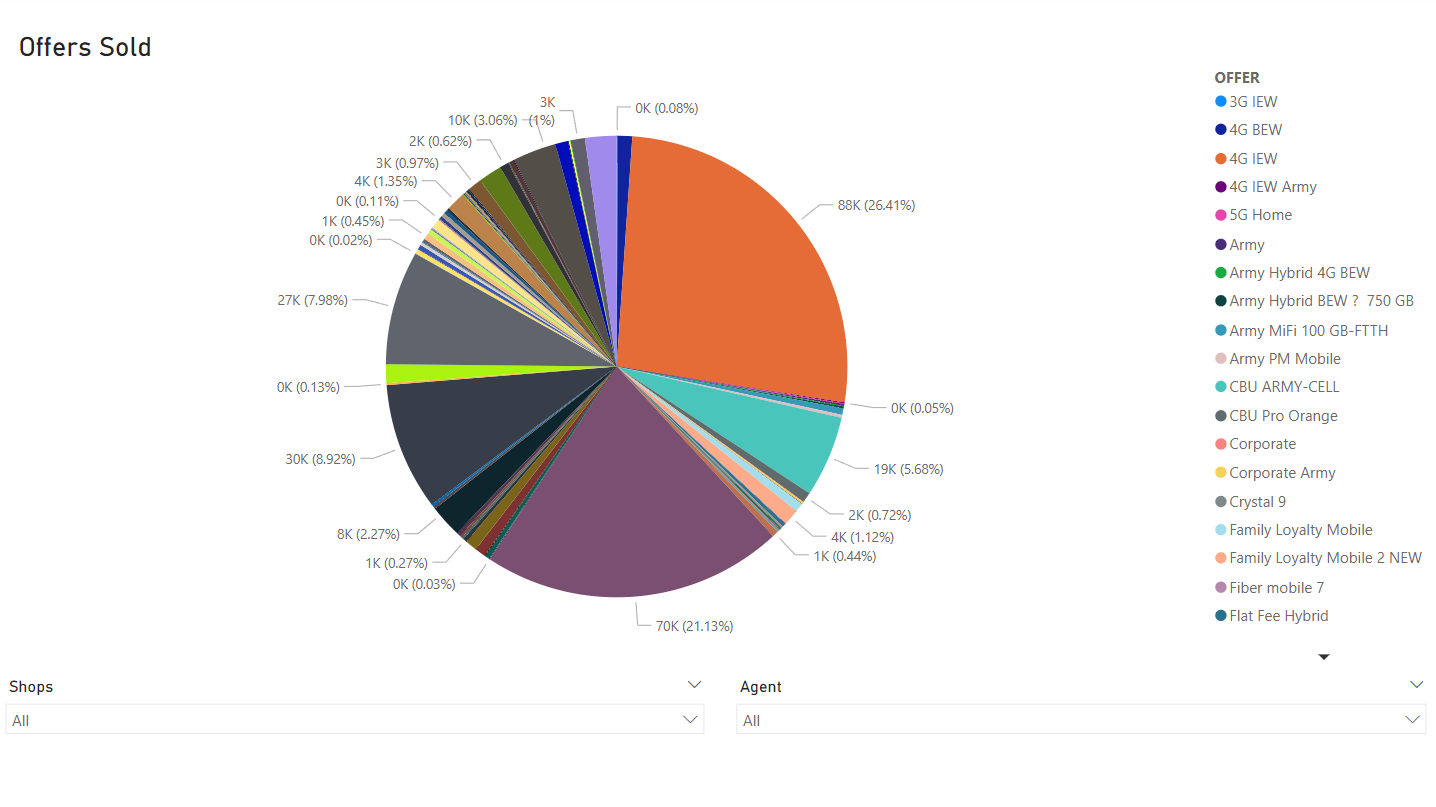 Offers Sold
OFFER
3G IEW
4G BEW
4G IEW
4G IEW Army
5G Home
Army
Army Hybrid 4G BEW
Army Hybrid BEW ? 750 GB
Army MiFi 100 GB-FTTH
Army PM Mobile
CBU ARMY-CELL
CBU Pro Orange
Corporate
Corporate Army
Crystal 9
Family Loyalty Mobile
Family Loyalty Mobile 2 NEW
Fiber mobile 7
Flat Fee Hybrid
0K (0.08%)
88K (26.41%)
0K (0.05%)
19K (5.68%)
2K (0.72%)
4K (1.12%)
1K (0.44%)
70K (21.13%)
0K (0.03%)
1K (0.27%)
8K (2.27%)
30K (8.92%)
0K (0.13%)
27K (7.98%)
0K (0.02%)
1K (0.45%)
0K (0.11%)
4K (1.35%)
3K (0.97%)
2K (0.62%)
10K (3.06%)
3K
(1%)
Shops
All
Agent
All